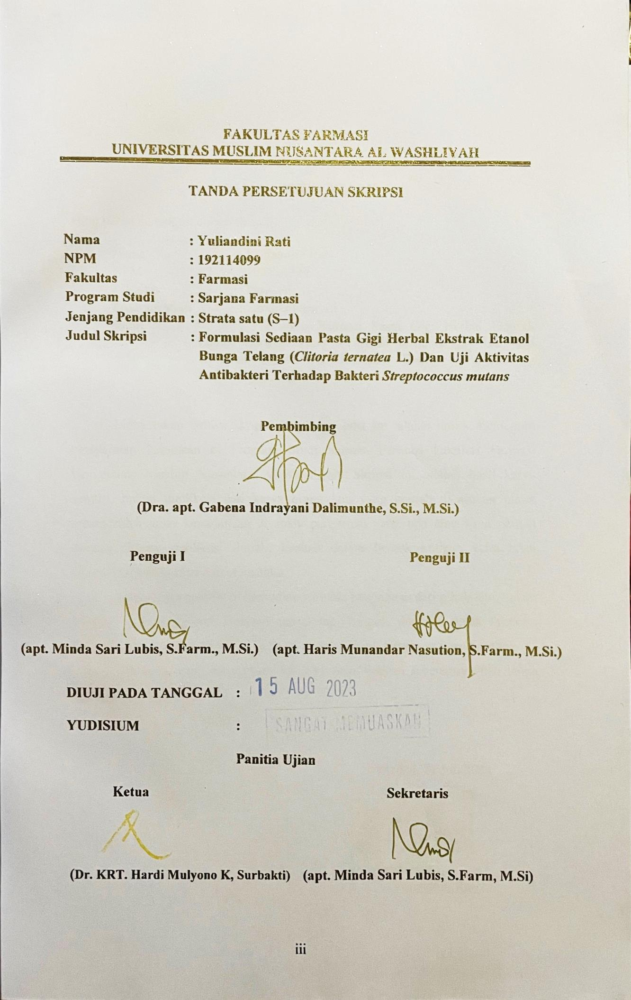 FAKULTAS FARMASI
UNIVERSITAS MUSLIM NUSANTARA AL WASHLIYAH
TANDA PERSETUJUAN SKRIPSI
Nama : Yuliandini Rati
NPM : 192114099
Fakultas : Farmasi
Program Studi : Sarjana Farmasi
Jenjang Pendidikan : Strata satu (S–1)
Judul Skripsi : Formulasi Sediaan Pasta Gigi Herbal Ekstrak Etanol
Bunga Telang (Clitoria ternatea L.) Dan Uji Aktivitas
Antibakteri Terhadap Bakteri Streptococcus mutans
Pembimbing
(Dra. apt. Gabena Indrayani Dalimunthe, S.Si., M.Si.)
Penguji I Penguji II
(apt. Minda Sari Lubis, S.Farm., M.Si.) (apt. Haris Munandar Nasution, S.Farm., M.Si.)
DIUJI PADA TANGGAL : 15 AUG 2023
YUDISIUM : SANGAT MEMUASKAN
Panitia Ujian
Ketua Sekretaris
(Dr. KRT. Hardi Mulyono K, Surbakti) (apt. Minda Sari Lubis, S.Farm, M.Si)
iii